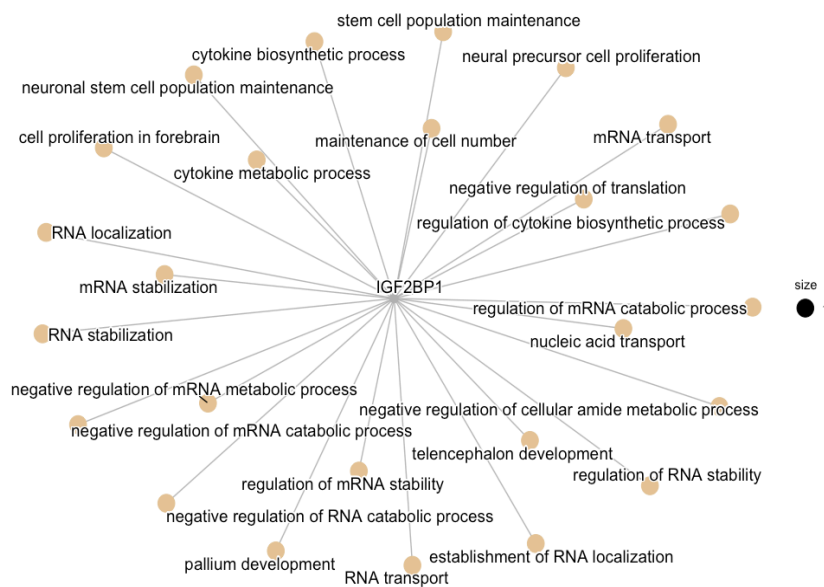 stem cell population maintenance
cytokine biosynthetic process
neural precursor cell proliferation
neuronal stem cell population maintenance
cell proliferation in forebrain
maintenance of cell number
mRNA transport
cytokine metabolic process
negative regulation of translation
regulation of cytokine biosynthetic process
RNA localization
mRNA stabilization
IGF2BP1
size
regulation of mRNA catabolic process
RNA stabilization
nucleic acid transport
negative regulation of mRNA metabolic process
negative regulation of cellular amide metabolic process
negative regulation of mRNA catabolic process
telencephalon development
regulation of RNA stability
regulation of mRNA stability
negative regulation of RNA catabolic process
establishment of RNA localization
pallium development
RNA transport